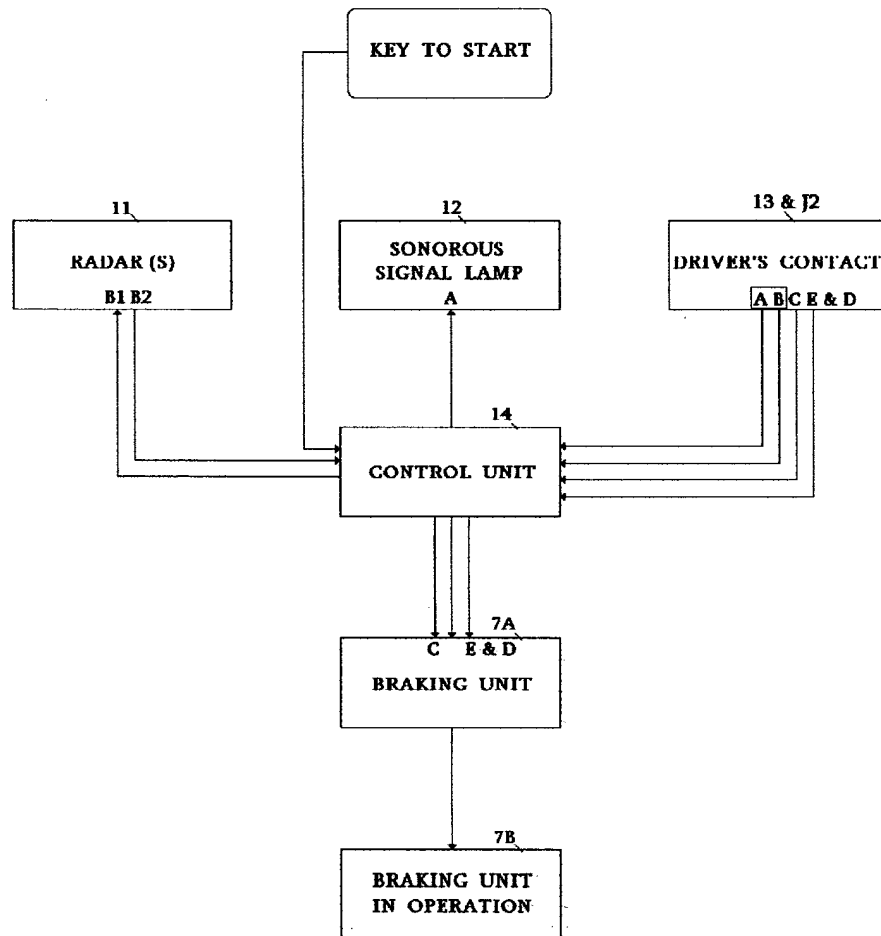 KEY TO START
11
RADAR (S)
B1 B2
12
SONOROUS
SIGNAL LAMP
A
13 & J2
DRIVER'S CONTACT
A B C E & D
14
CONTROL UNIT
7A
C E & D
BRAKING UNIT
7B
BRAKING UNIT
IN OPERATION